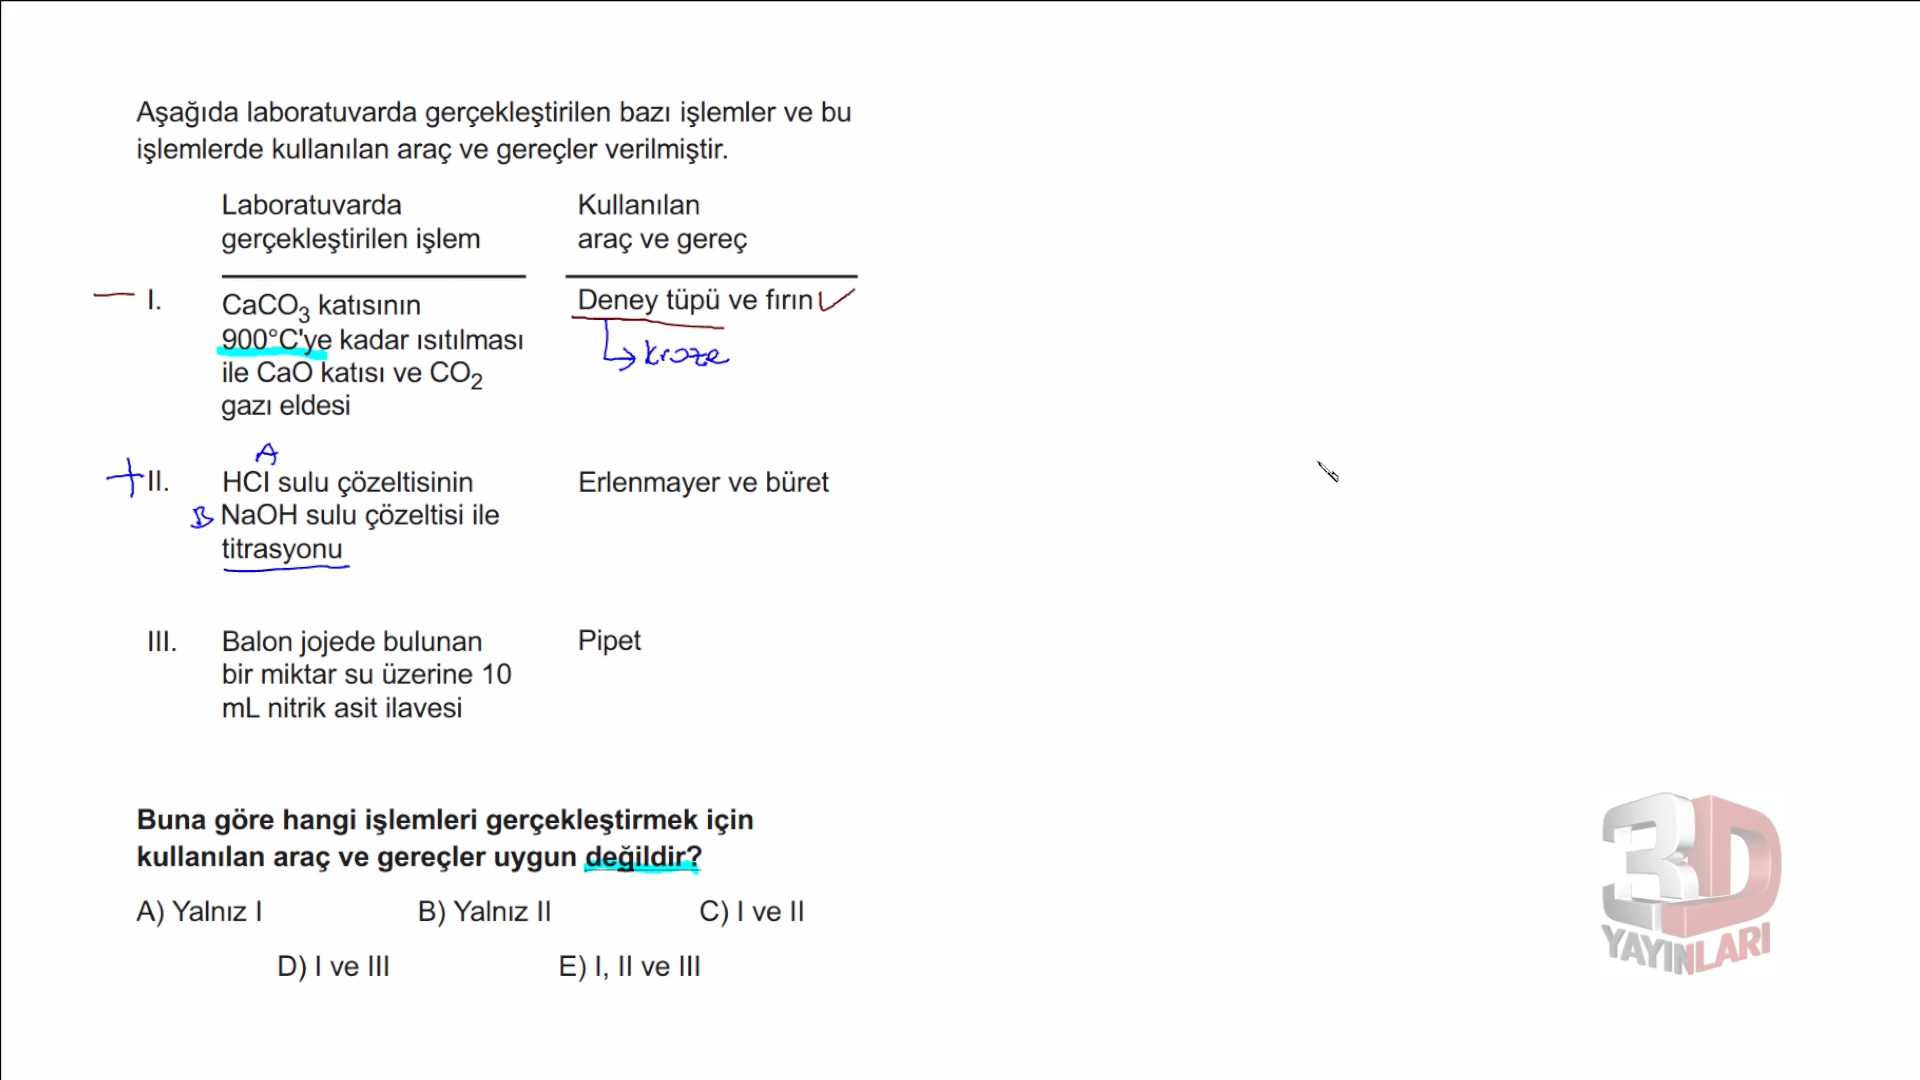 Aşağıda laboratuvarda gerçekleştirilen bazı işlemler ve bu
işlemlerde kullanılan araç ve gereçler verilmiştir.
Laboratuvarda
gerçekleştirilen işlem
Kullanılan
araç ve gereç
I.
CaCO₃ katısının
900°C'ye kadar ısıtılması
ile CaO katısı ve CO₂
gazı eldesi
Deney tüpü ve fırın
kroze
A
II.
HCl sulu çözeltisinin
B NaOH sulu çözeltisi ile
titrasyonu
Erlenmayer ve büret
III.
Balon jojede bulunan
bir miktar su üzerine 10
mL nitrik asit ilavesi
Pipet
Buna göre hangi işlemleri gerçekleştirmek için
kullanılan araç ve gereçler uygun değildir?
A) Yalnız I B) Yalnız II C) I ve II
D) I ve III E) I, II ve III
3D
YAYINLARI